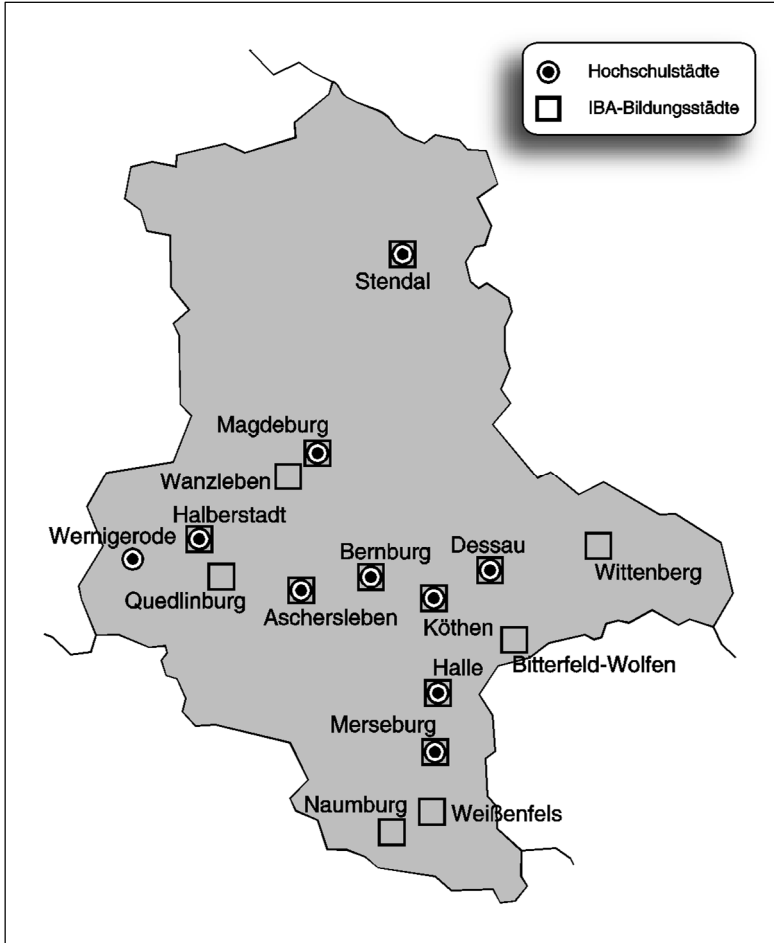 Hochschulstädte
IBA-Bildungsstädte
Stendal
Magdeburg
Wanzleben
Halberstadt
Wernigerode
Bernburg
Dessau
Wittenberg
Quedlinburg
Aschersleben
Köthen
Bitterfeld-Wolfen
Halle
Merseburg
Naumburg
Weißenfels